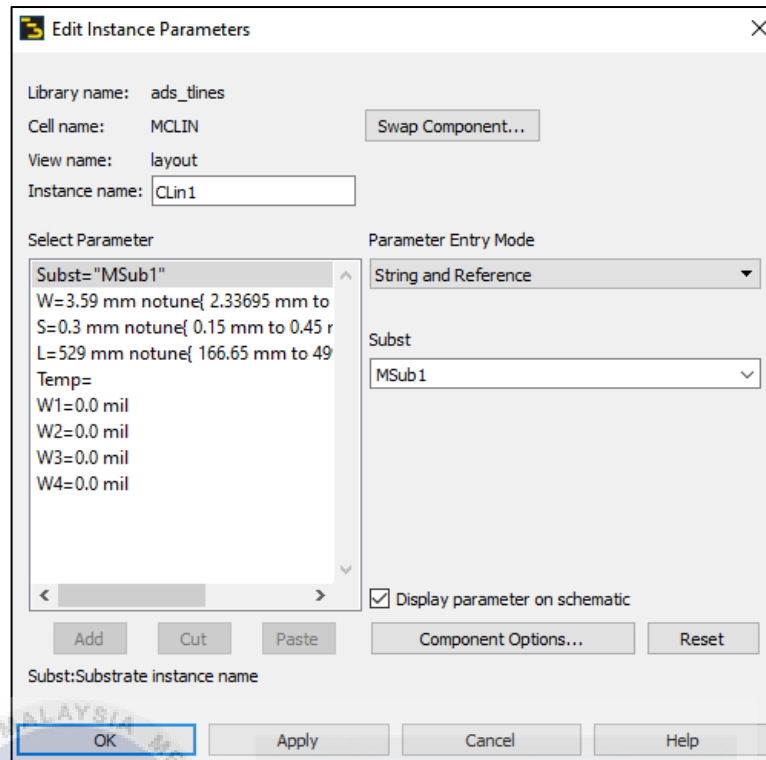 Edit Instance Parameters
Library name: ads_tlines
Cell name: MCLIN
Swap Component...
View name: layout
Instance name: CLin1
Select Parameter
Parameter Entry Mode
Subst="MSub1"
String and Reference
W=3.59 mm notune{ 2.33695 mm to
S=0.3 mm notune{ 0.15 mm to 0.45
Subst
L=529 mm notune{ 166.65 mm to 49
MSub1
Temp=
W1=0.0 mil
W2=0.0 mil
W3=0.0 mil
W4=0.0 mil
Display parameter on schematic
Add Cut Paste
Component Options... Reset
Subst:Substrate instance name
MALAYSIA
OK Apply Cancel Help